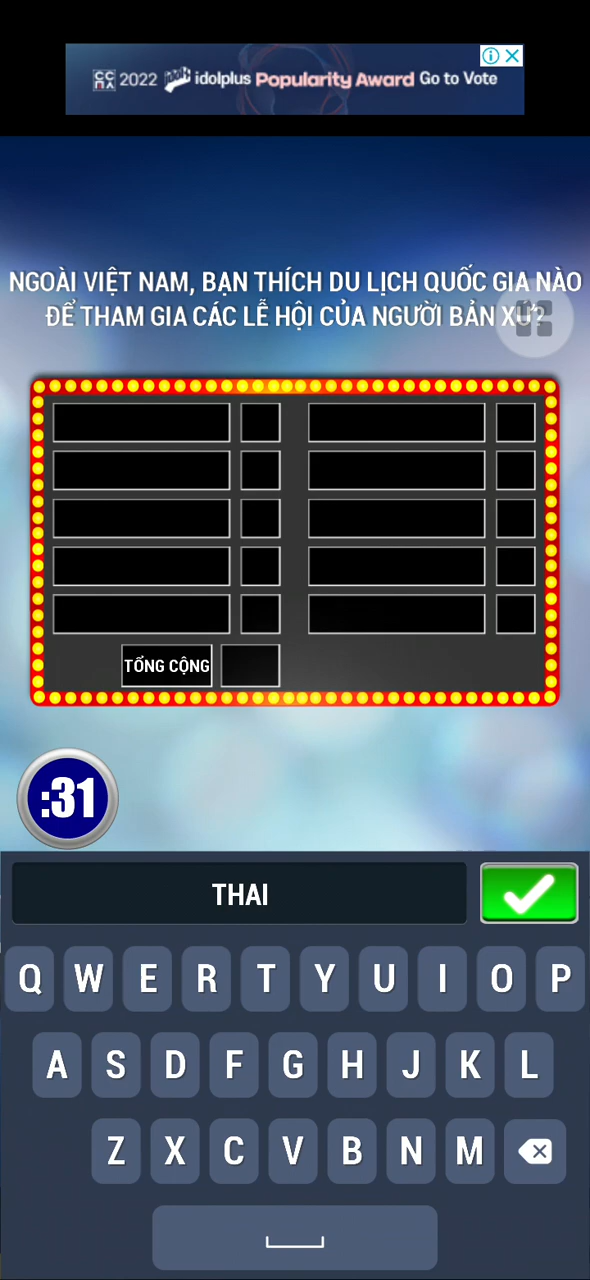 CCПA 2022 idolplus Popularity Award Go to Vote
NGOÀI VIỆT NAM, BẠN THÍCH DU LỊCH QUỐC GIA NÀO
ĐỂ THAM GIA CÁC LỄ HỘI CỦA NGƯỜI BẢN XỨ?
TỔNG CỘNG
:31
THAI
Q W E R T Y U I O P
A S D F G H J K L
Z X C V B N M